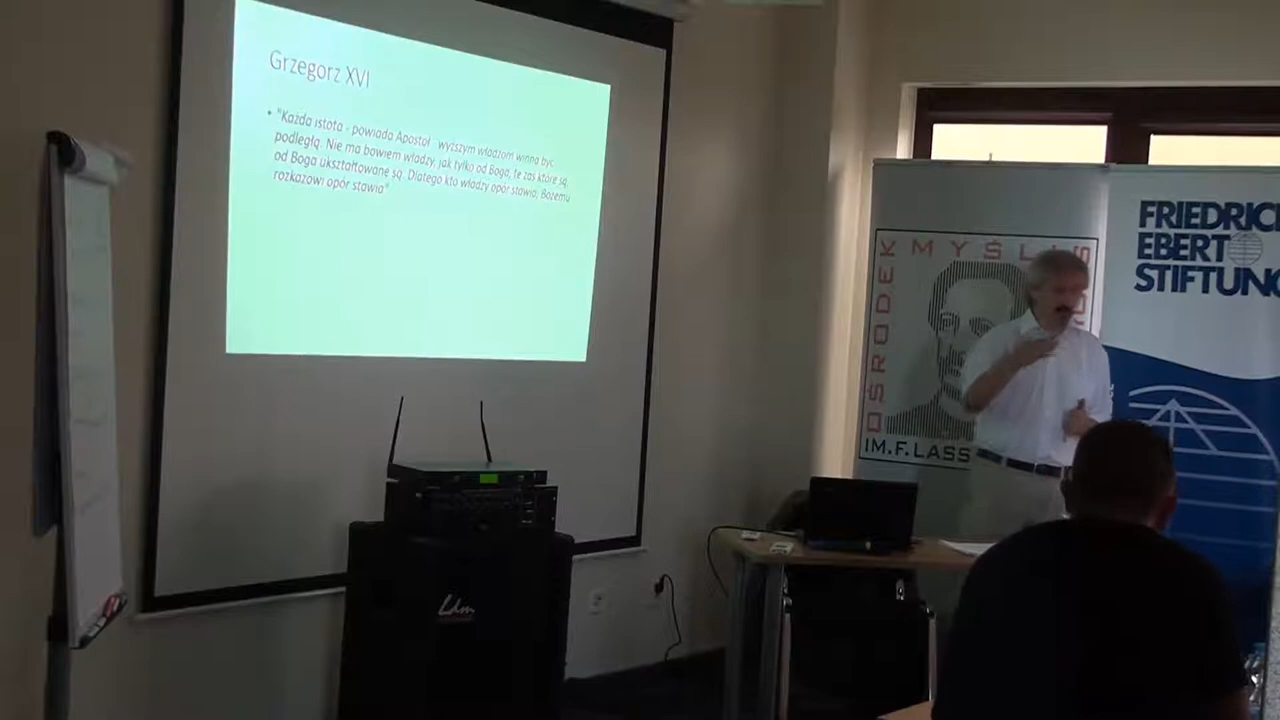 Grzegorz XVI
• "Każda istota - powiada Apostoł - wyższym władzom winna być
podległą. Nie ma bowiem władzy, jak tylko od Boga, te zaś które są
od Boga ukształtowane są. Dlatego kto władzy opór stawia, Bożemu
rozkazowi opór stawia"
OŚRODEK
MYŚLI S
IM.F.LASS
FRIEDRIC
EBERT
STIFTUNG
Ldm